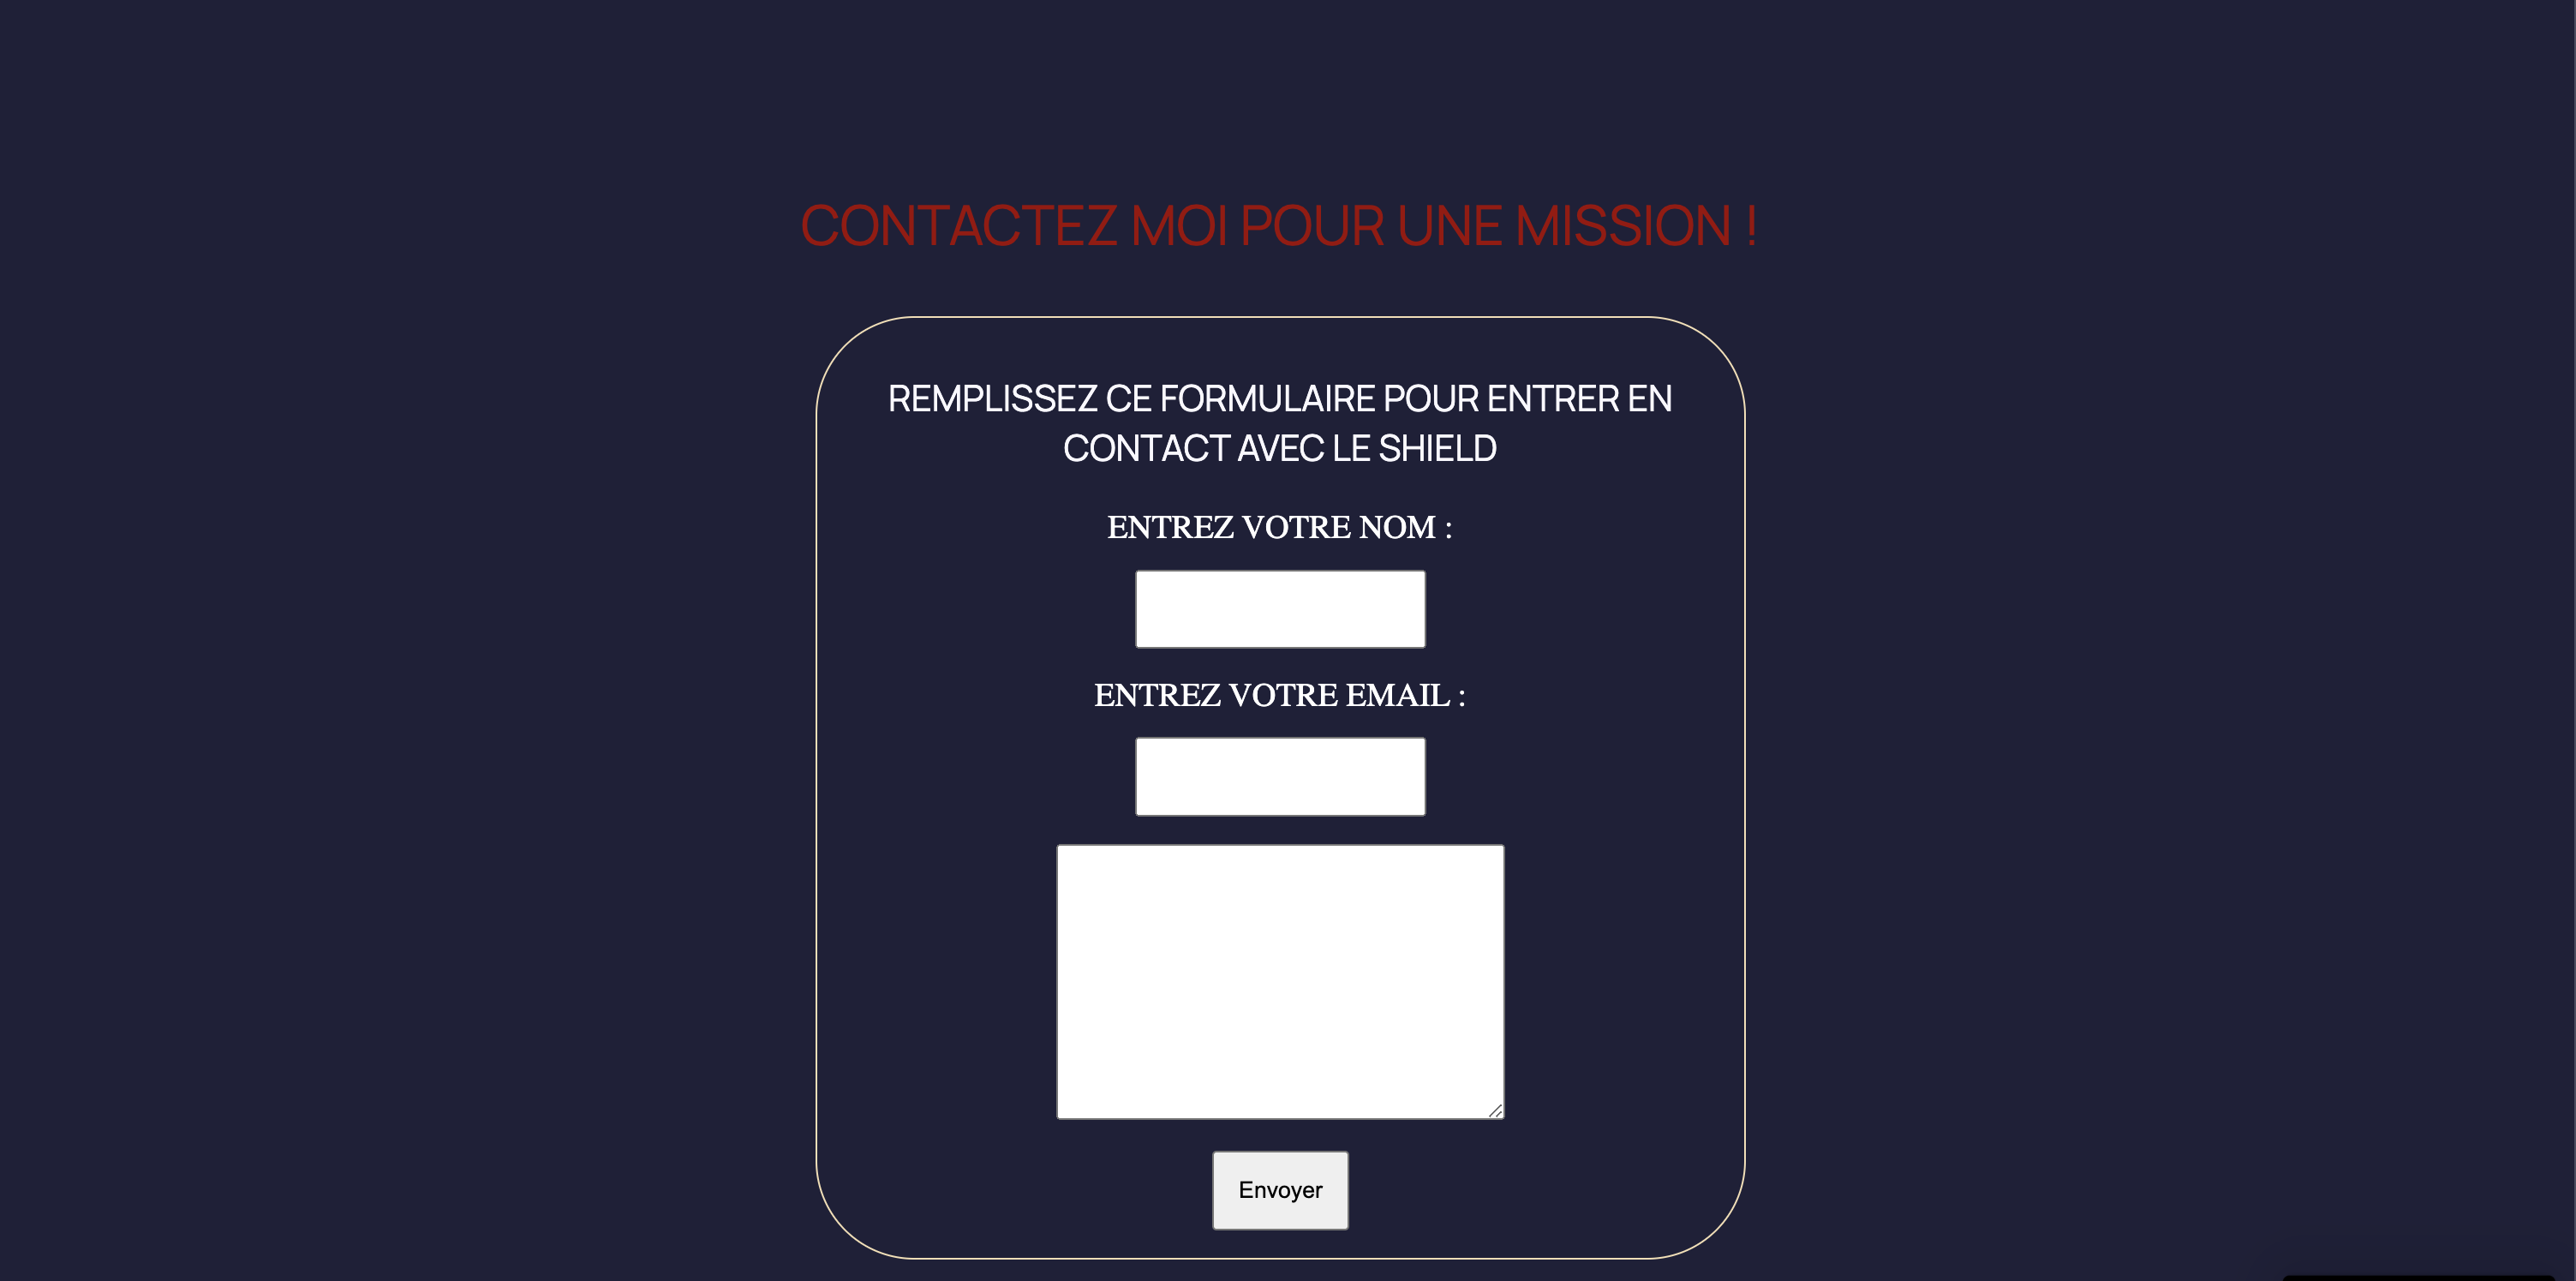 CONTACTEZ MOI POUR UNE MISSION !
REMPLISSEZ CE FORMULAIRE POUR ENTRER EN
CONTACT AVEC LE SHIELD
ENTREZ VOTRE NOM :
ENTREZ VOTRE EMAIL :
Envoyer